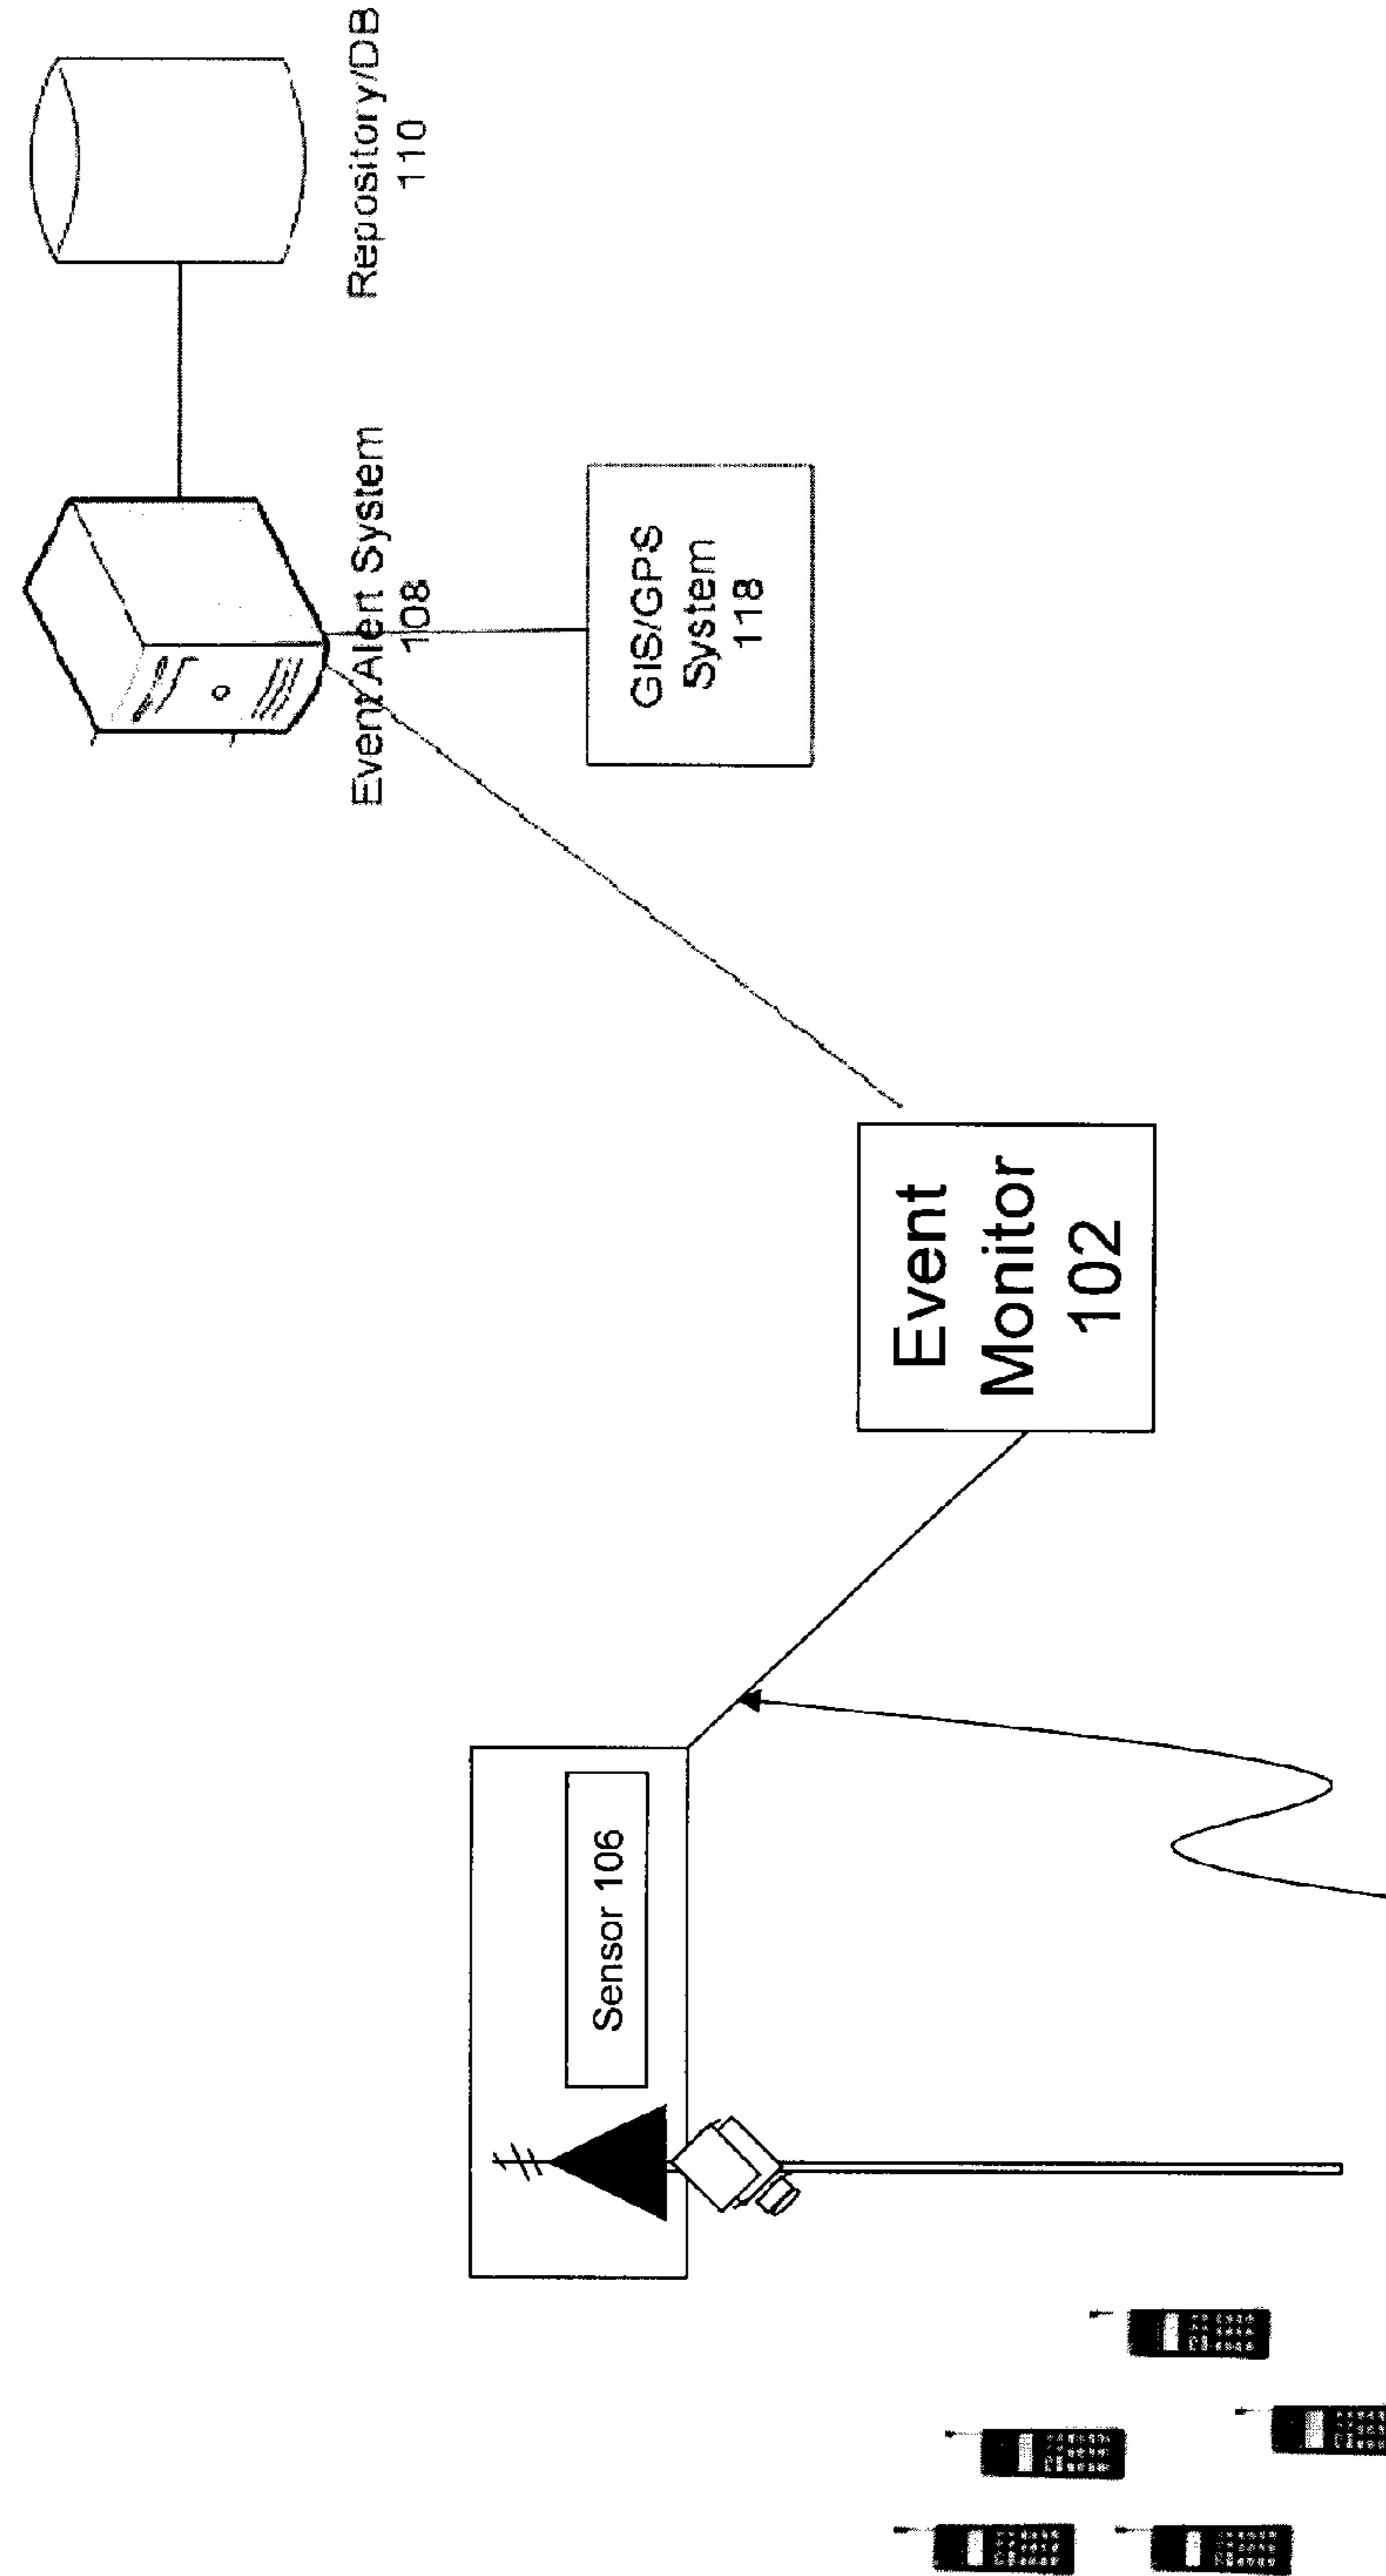 Repository/DB
110
Event Alert System
108
GIS/GPS
System
118
Event
Monitor
102
Sensor 106